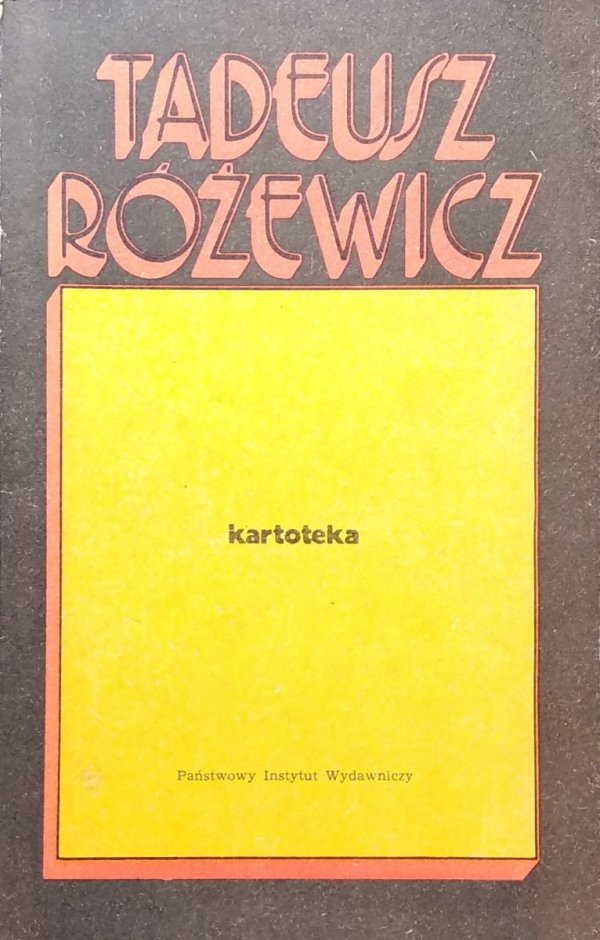 TADEUSZ
RÓŻEWICZ
kartoteka
Państwowy Instytut Wydawniczy